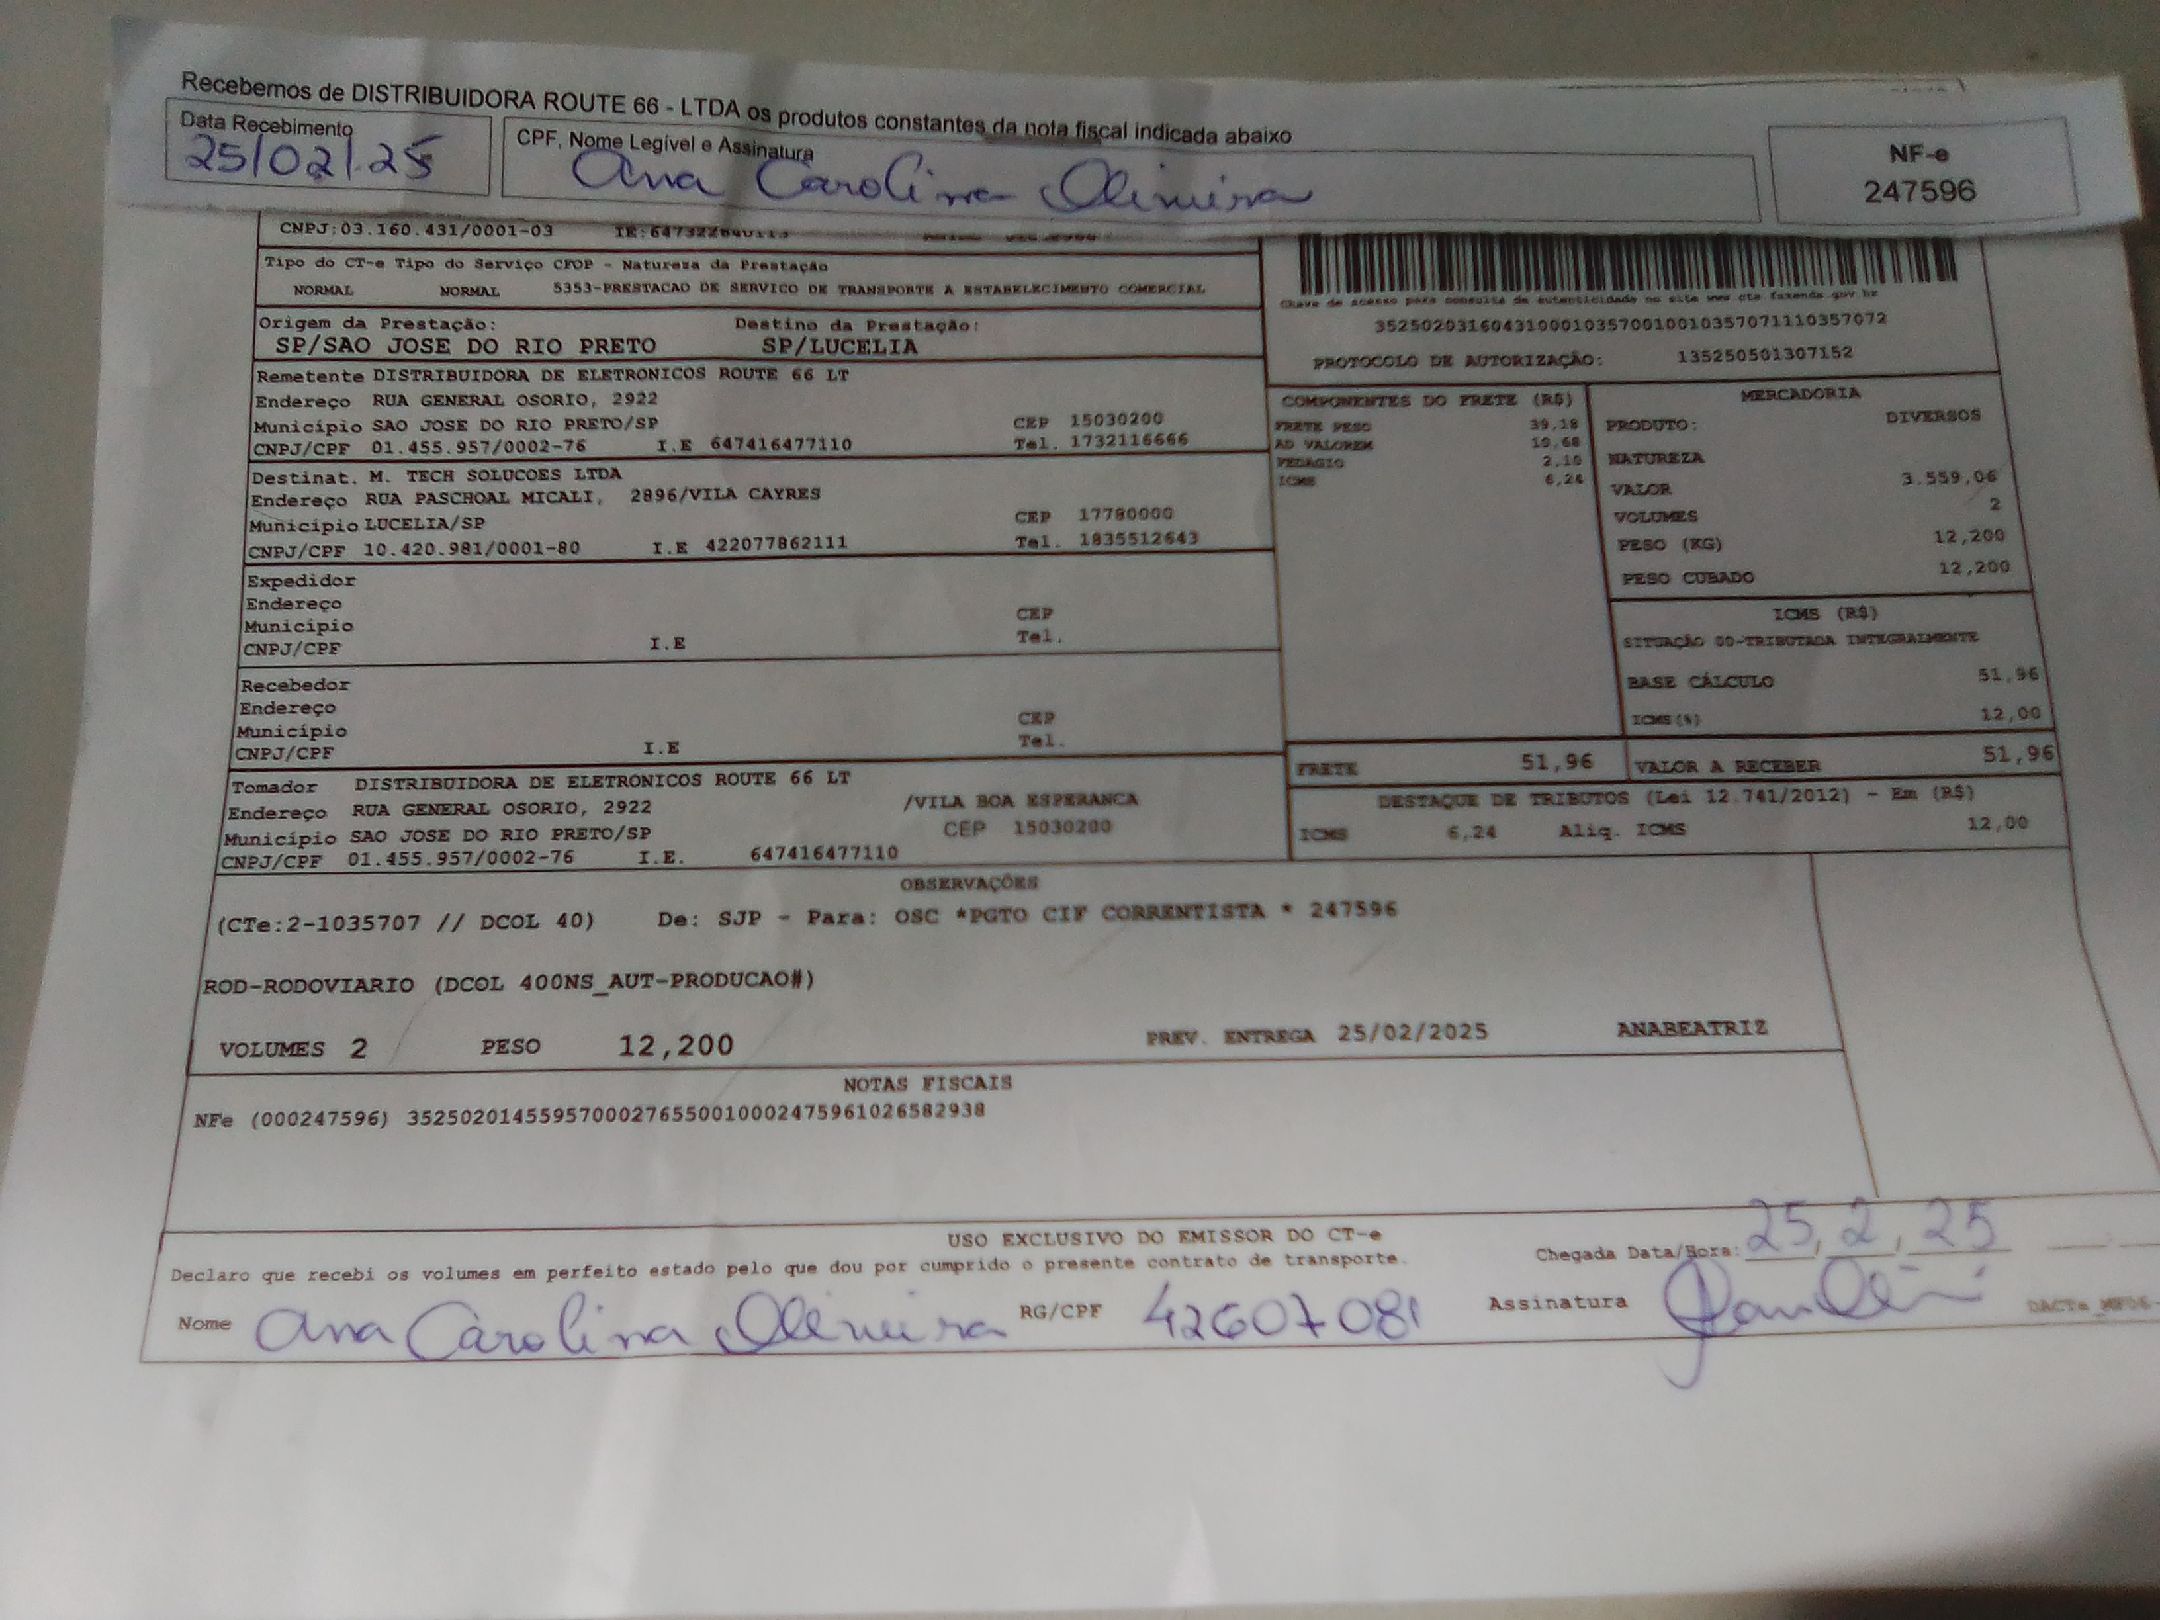 Recebemos de DISTRIBUIDORA ROUTE 66 - LTDA os produtos constantes da nota fiscal indicada abaixo
Data Recebimento
25/02/25
CPF, Nome Legível e Assinatura
Ana Carolina Oliveira
NF-e
247596
CNPJ:03.160.431/0001-03
Tipo do CT-e Tipo do Serviço CFOP - Natureza da Prestação
NORMAL NORMAL 5353-PRESTACAO DE SERVICO DE TRANSPORTE A ESTABELECIMENTO COMERCIAL
Origem da Prestação: Destino da Prestação:
SP/SAO JOSE DO RIO PRETO SP/LUCELIA
Remetente DISTRIBUIDORA DE ELETRONICOS ROUTE 66 LT
Endereço RUA GENERAL OSORIO, 2922
Município SAO JOSE DO RIO PRETO/SP CEP 15030200
CNPJ/CPF 01.455.957/0002-76 I.E 647416477110 Tel. 1732116666
Destinat. M. TECH SOLUCOES LTDA
Endereço RUA PASCHOAL MICALI, 2896/VILA CAYRES
Município LUCELIA/SP CEP 17780000
CNPJ/CPF 10.420.981/0001-80 I.E 422077862111 Tel. 1835512643
Expedidor
Endereço
Município CEP
CNPJ/CPF I.E Tel.
Recebedor
Endereço
Município CEP
CNPJ/CPF I.E Tel.
Tomador DISTRIBUIDORA DE ELETRONICOS ROUTE 66 LT
Endereço RUA GENERAL OSORIO, 2922 /VILA BOA ESPERANCA
Município SAO JOSE DO RIO PRETO/SP CEP 15030200
CNPJ/CPF 01.455.957/0002-76 I.E. 647416477110
Chave de acesso para consulta de autenticidade no site www.cte.fazenda.gov.br
35250203160431000103570010010357071110357072
PROTOCOLO DE AUTORIZAÇÃO: 135250501307152
COMPONENTES DO FRETE (R$)
FRETE PESO 39,18
AD VALOREM
PEDAGIO 2,10
ICMS 6,24
MERCADORIA
PRODUTO: DIVERSOS
NATUREZA
VALOR 3.559,06
VOLUMES 2
PESO (KG) 12,200
PESO CUBADO 12,200
ICMS (R$)
SITUAÇÃO 00-TRIBUTADA INTEGRALMENTE
BASE CÁLCULO 51,96
ICMS(%) 12,00
FRETE 51,96 VALOR A RECEBER 51,96
DESTAQUE DE TRIBUTOS (Lei 12.741/2012) - Em (R$)
ICMS 6,24 Aliq. ICMS 12,00
OBSERVAÇÕES
(CTe:2-1035707 // DCOL 40) De: SJP - Para: OSC *PGTO CIF CORRENTISTA * 247596
ROD-RODOVIARIO (DCOL 400NS_AUT-PRODUCAO#)
VOLUMES 2 PESO 12,200 PREV. ENTREGA 25/02/2025 ANABEATRIZ
NOTAS FISCAIS
NFe (000247596) 35250201455957000276550010002475961026582938
USO EXCLUSIVO DO EMISSOR DO CT-e
Declaro que recebi os volumes em perfeito estado pelo que dou por cumprido o presente contrato de transporte.
Chegada Data/Hora: 25, 2, 25
Nome Ana Carolina Oliveira RG/CPF 42607081 Assinatura